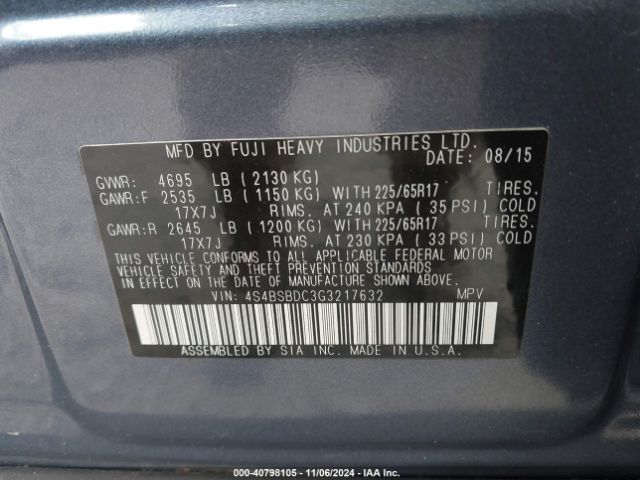 MFD BY FUJI HEAVY INDUSTRIES LTD.
DATE: 08/15
GVWR: 4695 LB ( 2130 KG)
GAWR:F 2535 LB ( 1150 KG) WITH 225/65R17 TIRES.
17X7J RIMS. AT 240 KPA ( 35 PSI) COLD
GAWR:R 2645 LB ( 1200 KG) WITH 225/65R17 TIRES.
17X7J RIMS. AT 230 KPA ( 33 PSI) COLD
THIS VEHICLE CONFORMS TO ALL APPLICABLE FEDERAL MOTOR
VEHICLE SAFETY AND THEFT PREVENTION STANDARDS
IN EFFECT ON THE DATE OF MANUFACTURE SHOWN ABOVE.
VIN: 4S4BSBDC3G3217632 MPV
ASSEMBLED BY SIA INC. MADE IN U.S.A.
00-40798105 - 11/06/2024 - IAA Inc.